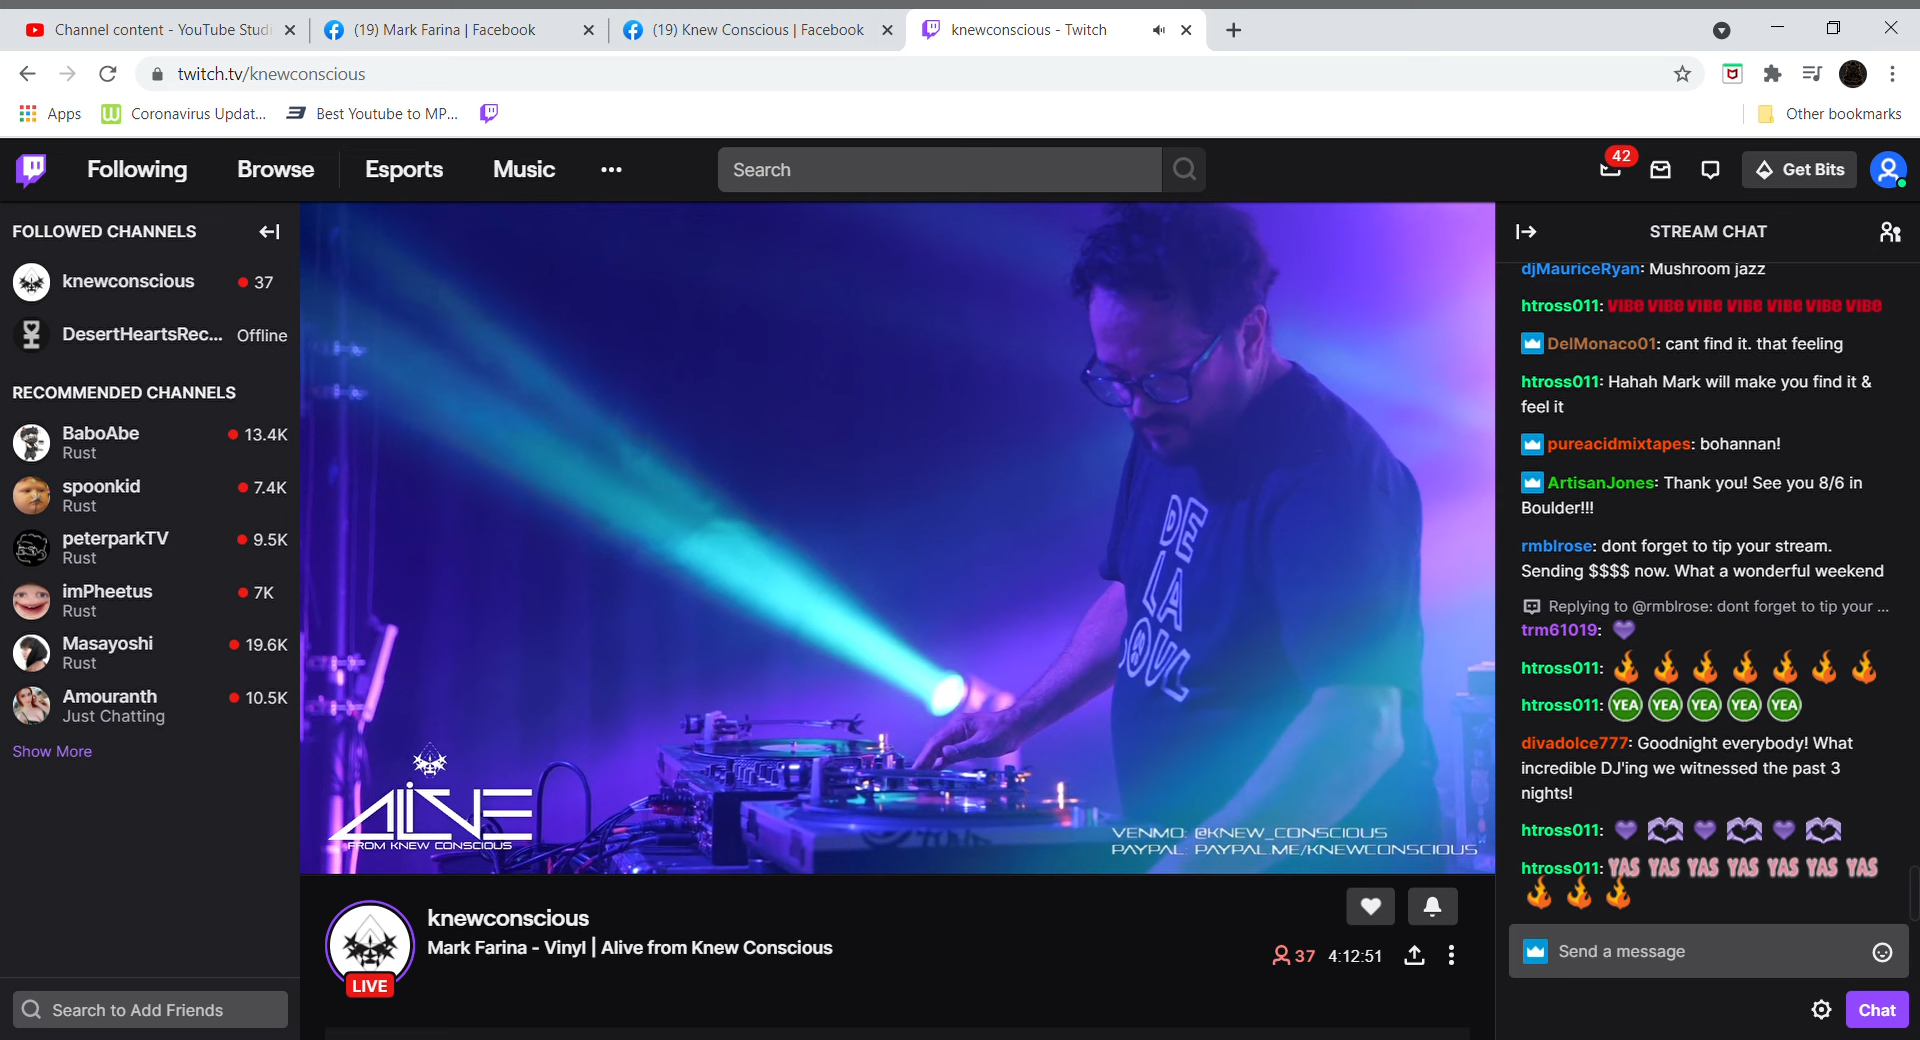 Channel content - YouTube Stud
(19) Mark Farina | Facebook
(19) Knew Conscious | Facebook
knewconscious - Twitch
twitch.tv/knewconscious
Apps
Coronavirus Updat...
Best Youtube to MP...
Other bookmarks
Following
Browse
Esports
Music
Search
42
Get Bits
FOLLOWED CHANNELS
knewconscious
37
DesertHeartsRec...
Offline
RECOMMENDED CHANNELS
BaboAbe
13.4K
Rust
spoonkid
7.4K
Rust
peterparkTV
9.5K
Rust
imPheetus
7K
Rust
Masayoshi
19.6K
Rust
Amouranth
10.5K
Just Chatting
Show More
Search to Add Friends
DE
LA
SOUL
ALIVE
FROM KNEW CONSCIOUS
VENMO: @KNEW_CONSCIOUS
PAYPAL: PAYPAL.ME/KNEWCONSCIOUS
knewconscious
Mark Farina - Vinyl | Alive from Knew Conscious
LIVE
37
4:12:51
STREAM CHAT
djMauriceRyan: Mushroom jazz
htross011: VIBE VIBE VIBE VIBE VIBE VIBE VIBE
DelMonaco01: cant find it. that feeling
htross011: Hahah Mark will make you find it &
feel it
pureacidmixtapes: bohannan!
ArtisanJones: Thank you! See you 8/6 in
Boulder!!!
rmblrose: dont forget to tip your stream.
Sending $$$$ now. What a wonderful weekend
Replying to @rmblrose: dont forget to tip your ...
trm61019: 💜
htross011: 🔥 🔥 🔥 🔥 🔥 🔥 🔥
htross011: YEA YEA YEA YEA YEA
divadolce777: Goodnight everybody! What
incredible DJ'ing we witnessed the past 3
nights!
htross011:
htross011: YAS YAS YAS YAS YAS YAS YAS
Send a message
Chat